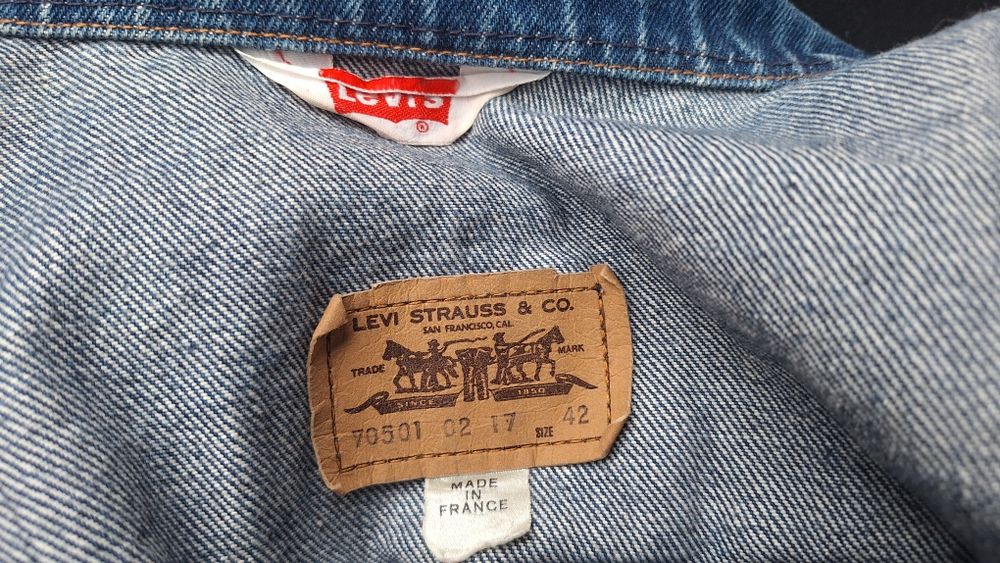 Levi's
®
LEVI STRAUSS & CO.
SAN FRANCISCO, CAL.
TRADE MARK
SINCE 1850
70501 02 17 SIZE 42
MADE
IN
FRANCE